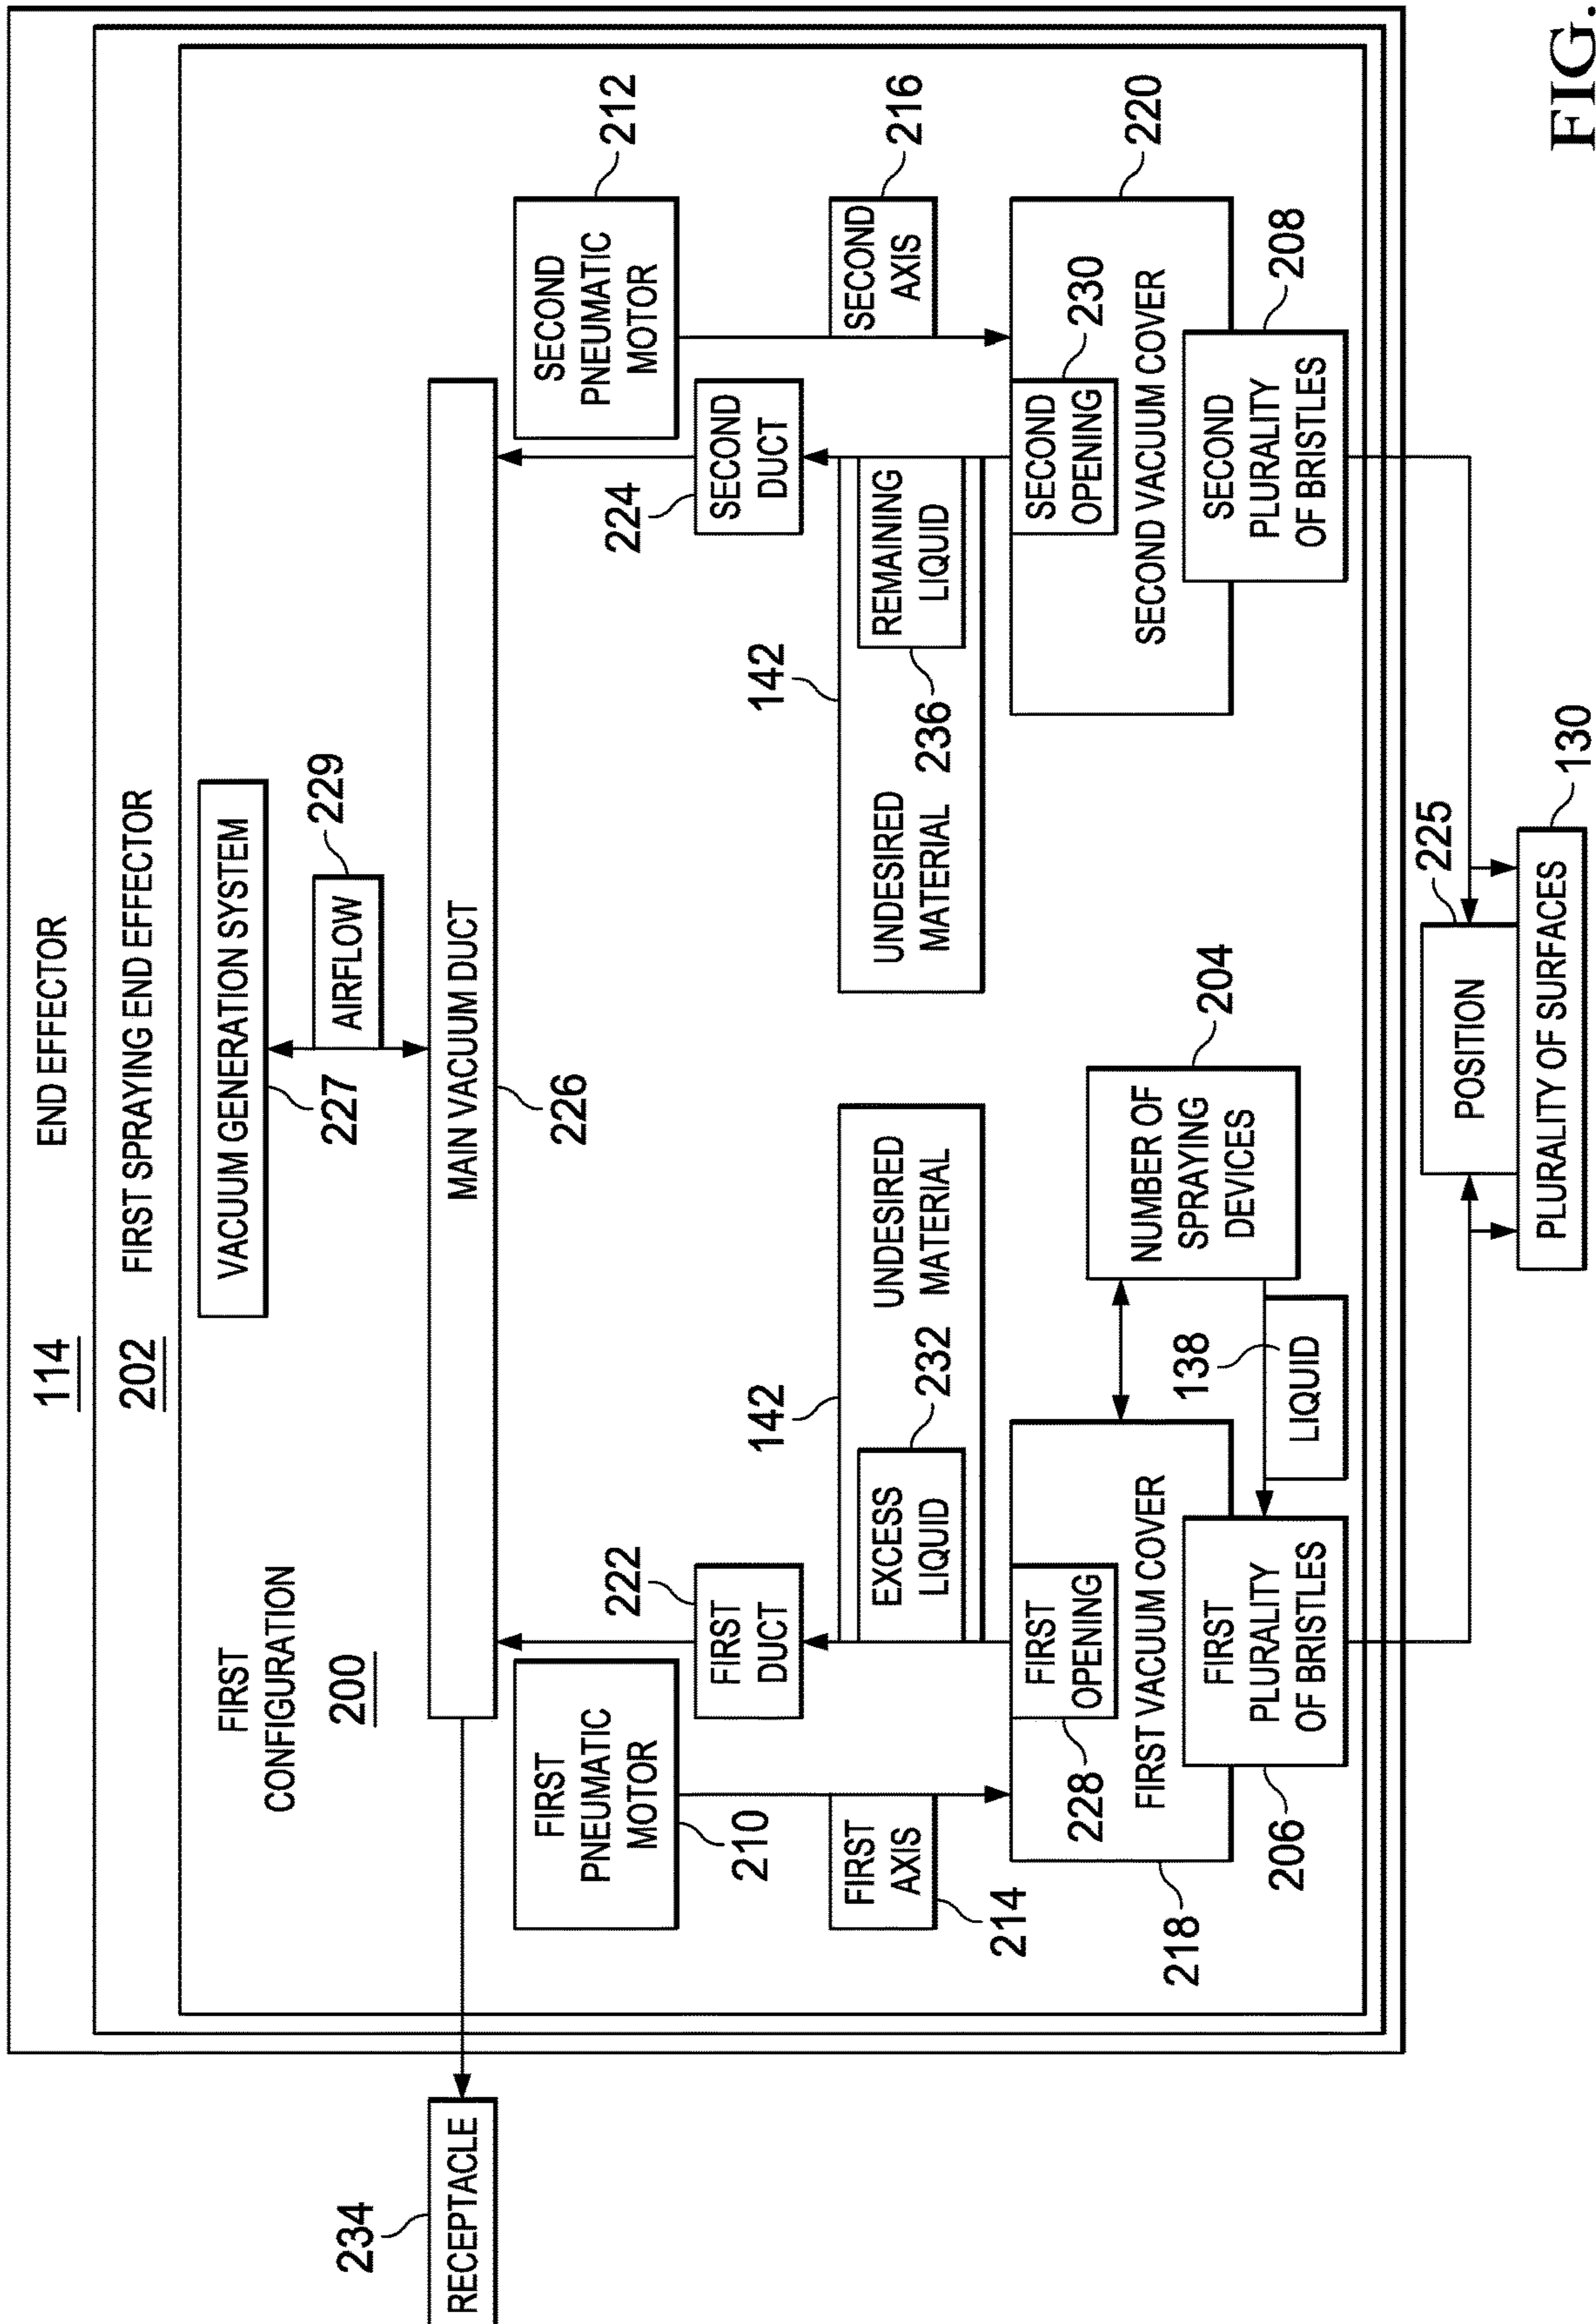 END EFFECTOR
114
FIRST SPRAYING END EFFECTOR
202
FIRST
CONFIGURATION
200
VACUUM GENERATION SYSTEM
227
AIRFLOW
229
MAIN VACUUM DUCT
226
234
RECEPTACLE
FIRST
PNEUMATIC
MOTOR
210
SECOND
PNEUMATIC
MOTOR
212
222
FIRST
DUCT
224
SECOND
DUCT
FIRST
AXIS
214
142
EXCESS
LIQUID
232
UNDESIRED
MATERIAL
142
UNDESIRED
MATERIAL
REMAINING
LIQUID
236
SECOND
AXIS
216
FIRST
OPENING
228
FIRST VACUUM COVER
218
FIRST
PLURALITY
OF BRISTLES
206
NUMBER OF
SPRAYING
DEVICES
204
138
LIQUID
SECOND
OPENING
230
SECOND VACUUM COVER
220
SECOND
PLURALITY
OF BRISTLES
208
POSITION
225
PLURALITY OF SURFACES
130
FIG.